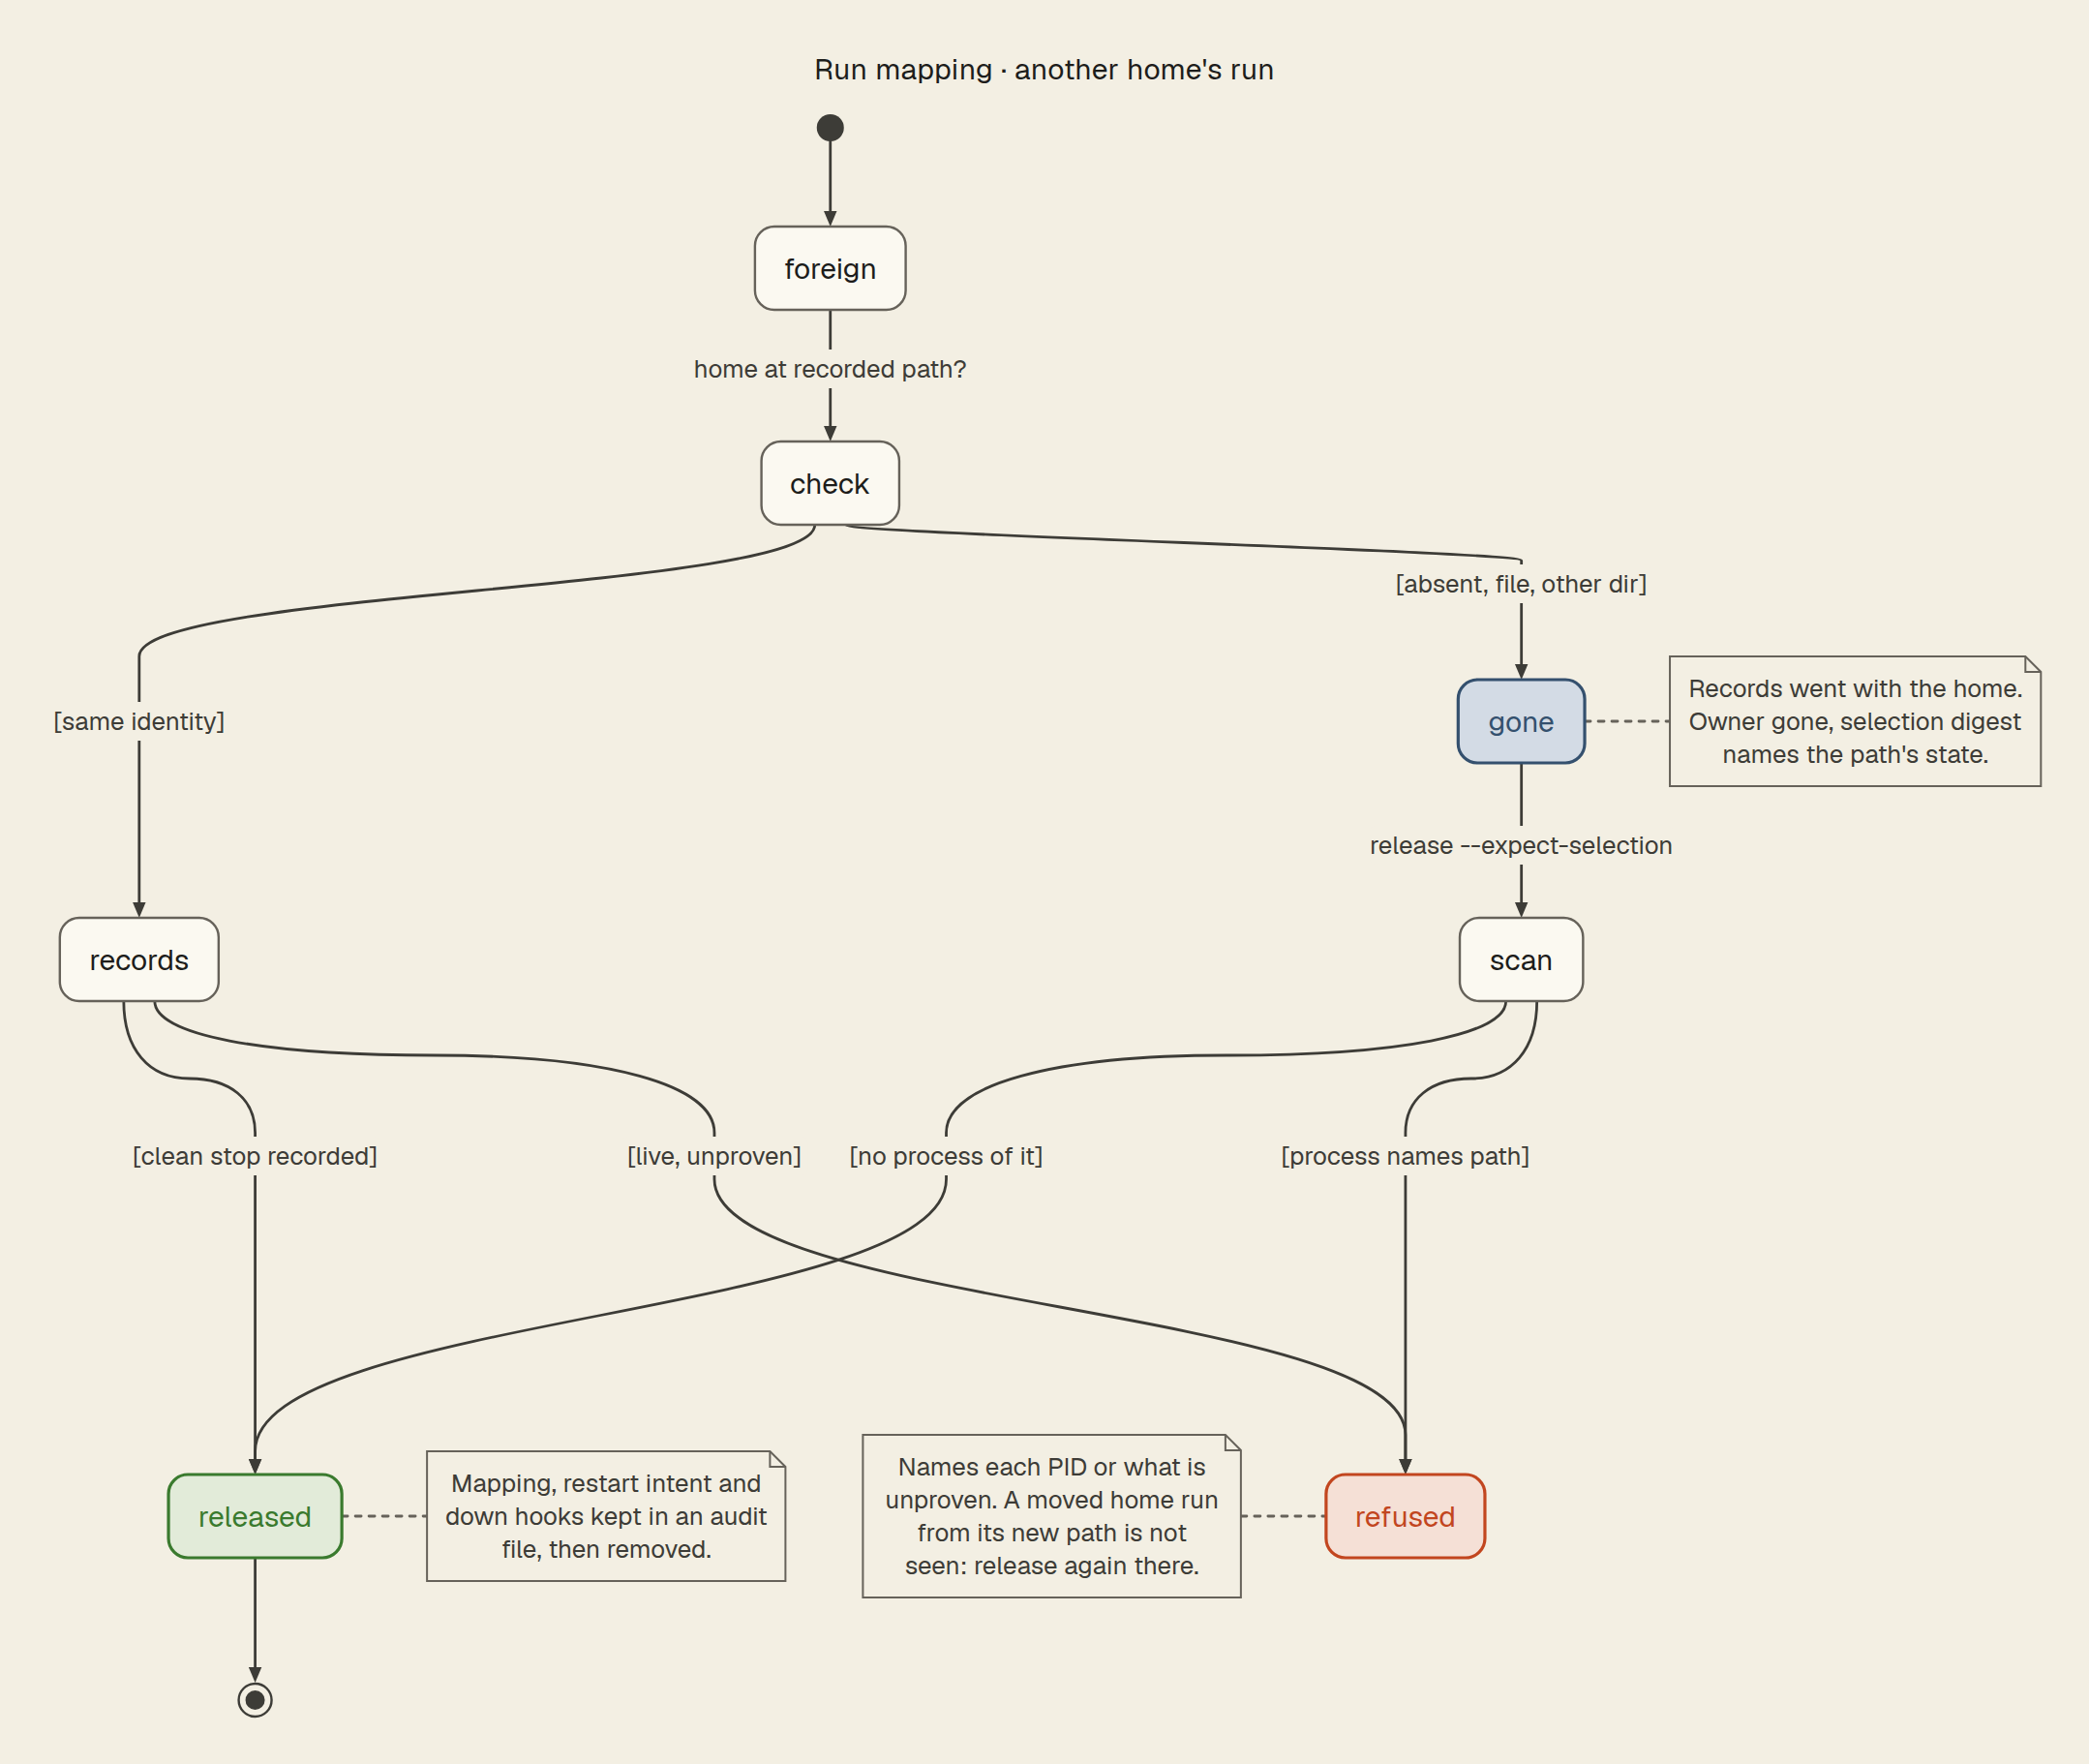 Run mapping · another home's run
foreign
home at recorded path?
check
[absent, file, other dir]
[same identity]
gone
Records went with the home.
Owner gone, selection digest
names the path's state.
release --expect-selection
records
scan
[clean stop recorded]
[live, unproven]
[no process of it]
[process names path]
released
Mapping, restart intent and
down hooks kept in an audit
file, then removed.
Names each PID or what is
unproven. A moved home run
from its new path is not
seen: release again there.
refused